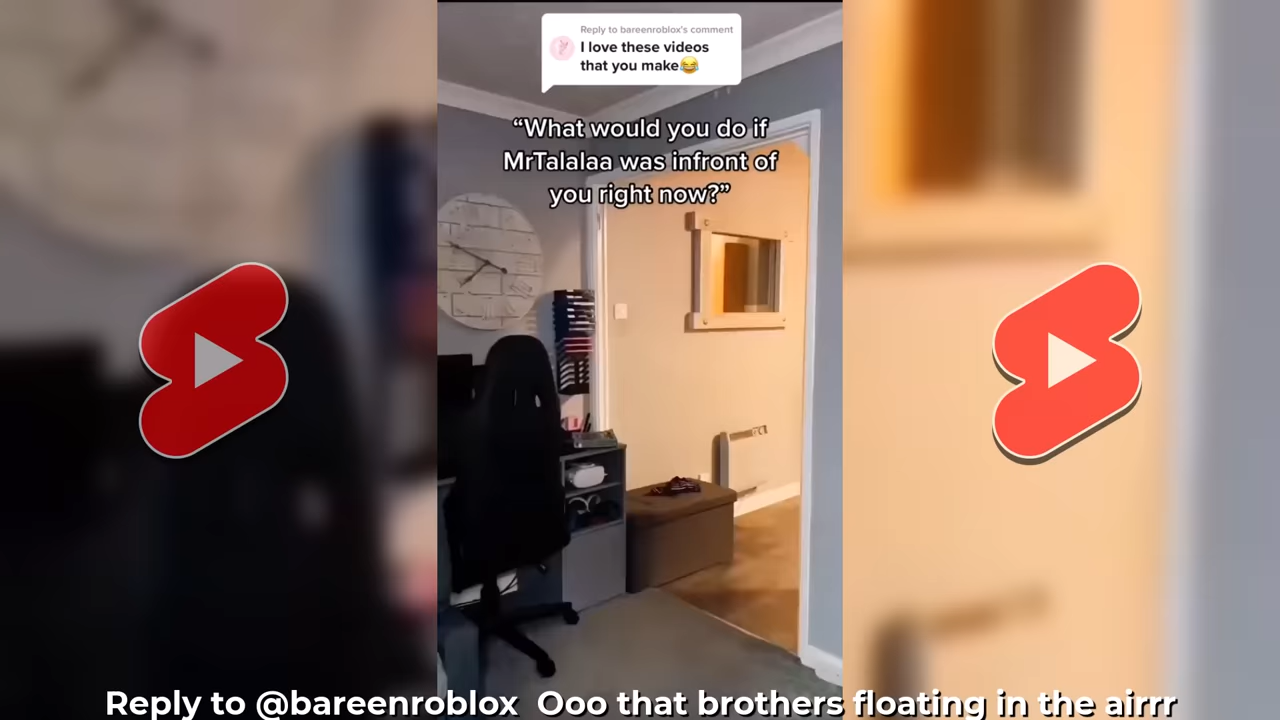 Reply to bareenroblox's comment
I love these videos
that you make😂
“What would you do if
MrTalalaa was infront of
you right now?”
Reply to @bareenroblox Ooo that brothers floating in the airrr